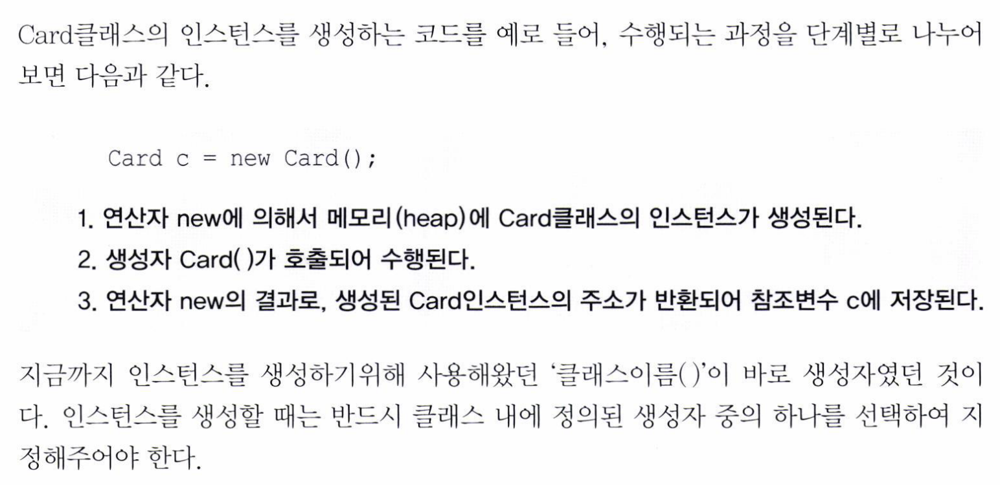 Card클래스의 인스턴스를 생성하는 코드를 예로 들어, 수행되는 과정을 단계별로 나누어
보면 다음과 같다.
Card c = new Card();
1. 연산자 new에 의해서 메모리(heap)에 Card클래스의 인스턴스가 생성된다.
2. 생성자 Card( )가 호출되어 수행된다.
3. 연산자 new의 결과로, 생성된 Card인스턴스의 주소가 반환되어 참조변수 c에 저장된다.
지금까지 인스턴스를 생성하기위해 사용해왔던 ‘클래스이름( )’이 바로 생성자였던 것이
다. 인스턴스를 생성할 때는 반드시 클래스 내에 정의된 생성자 중의 하나를 선택하여 지
정해주어야 한다.